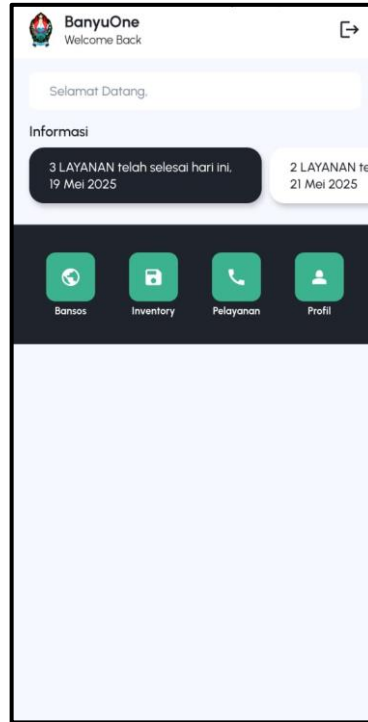 BanyuOne
Welcome Back
Selamat Datang,
Informasi
3 LAYANAN telah selesai hari ini,
19 Mei 2025
2 LAYANAN te
21 Mei 2025
Bansos
Inventory
Pelayanan
Profil